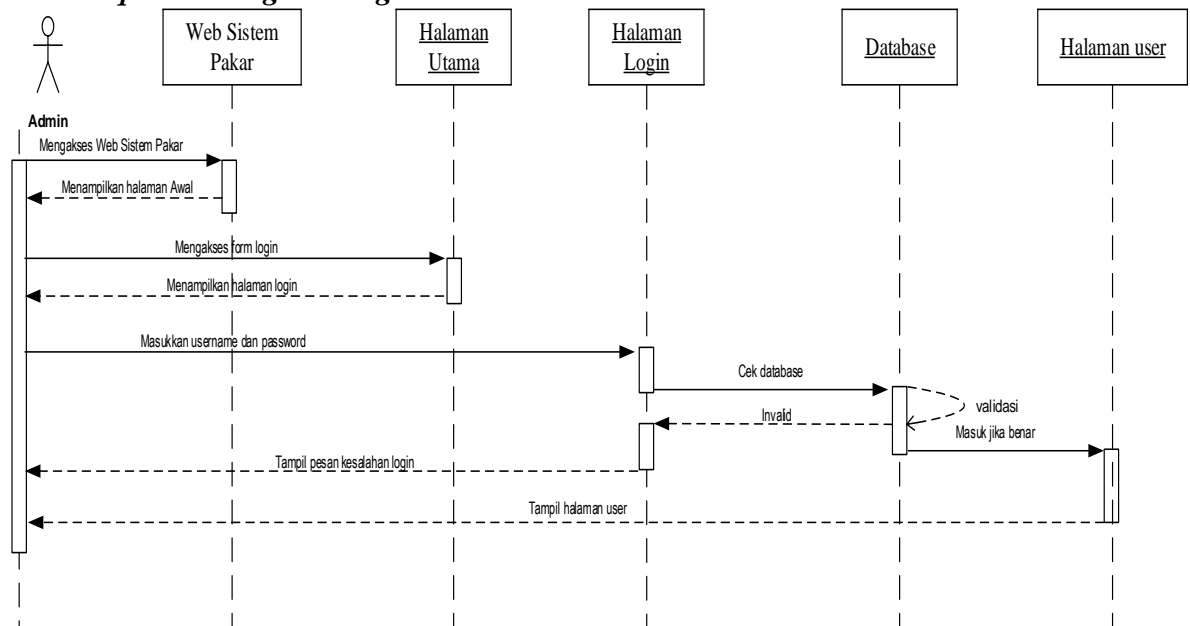 Web Sistem
Pakar
Halaman
Utama
Halaman
Login
Database
Halaman user
Admin
Mengakses Web Sistem Pakar
Menampilkan halaman Awal
Mengakses form login
Menampilkan halaman login
Masukkan username dan password
Cek database
validasi
Invalid
Masuk jika benar
Tampil pesan kesalahan login
Tampil halaman user